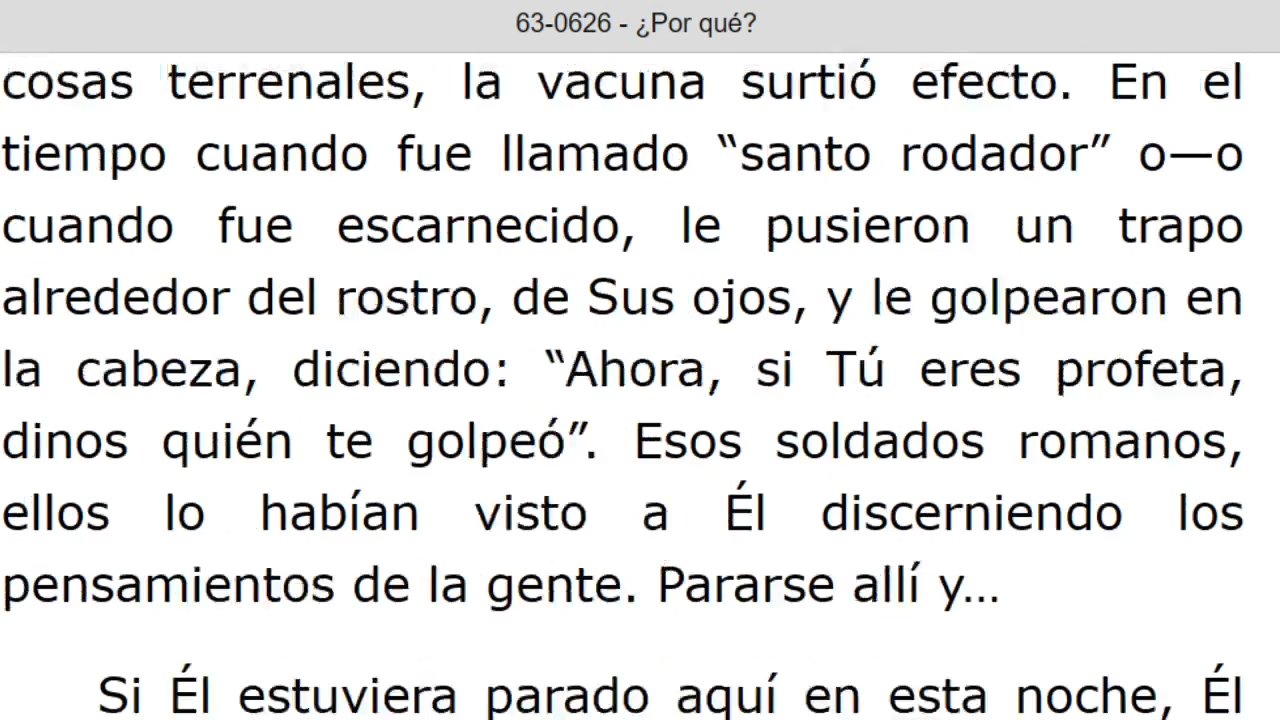 63-0626 - ¿Por qué?
cosas terrenales, la vacuna surtió efecto. En el
tiempo cuando fue llamado “santo rodador” o—o
cuando fue escarnecido, le pusieron un trapo
alrededor del rostro, de Sus ojos, y le golpearon en
la cabeza, diciendo: “Ahora, si Tú eres profeta,
dinos quién te golpeó”. Esos soldados romanos,
ellos lo habían visto a Él discerniendo los
pensamientos de la gente. Pararse allí y…
Si Él estuviera parado aquí en esta noche, Él